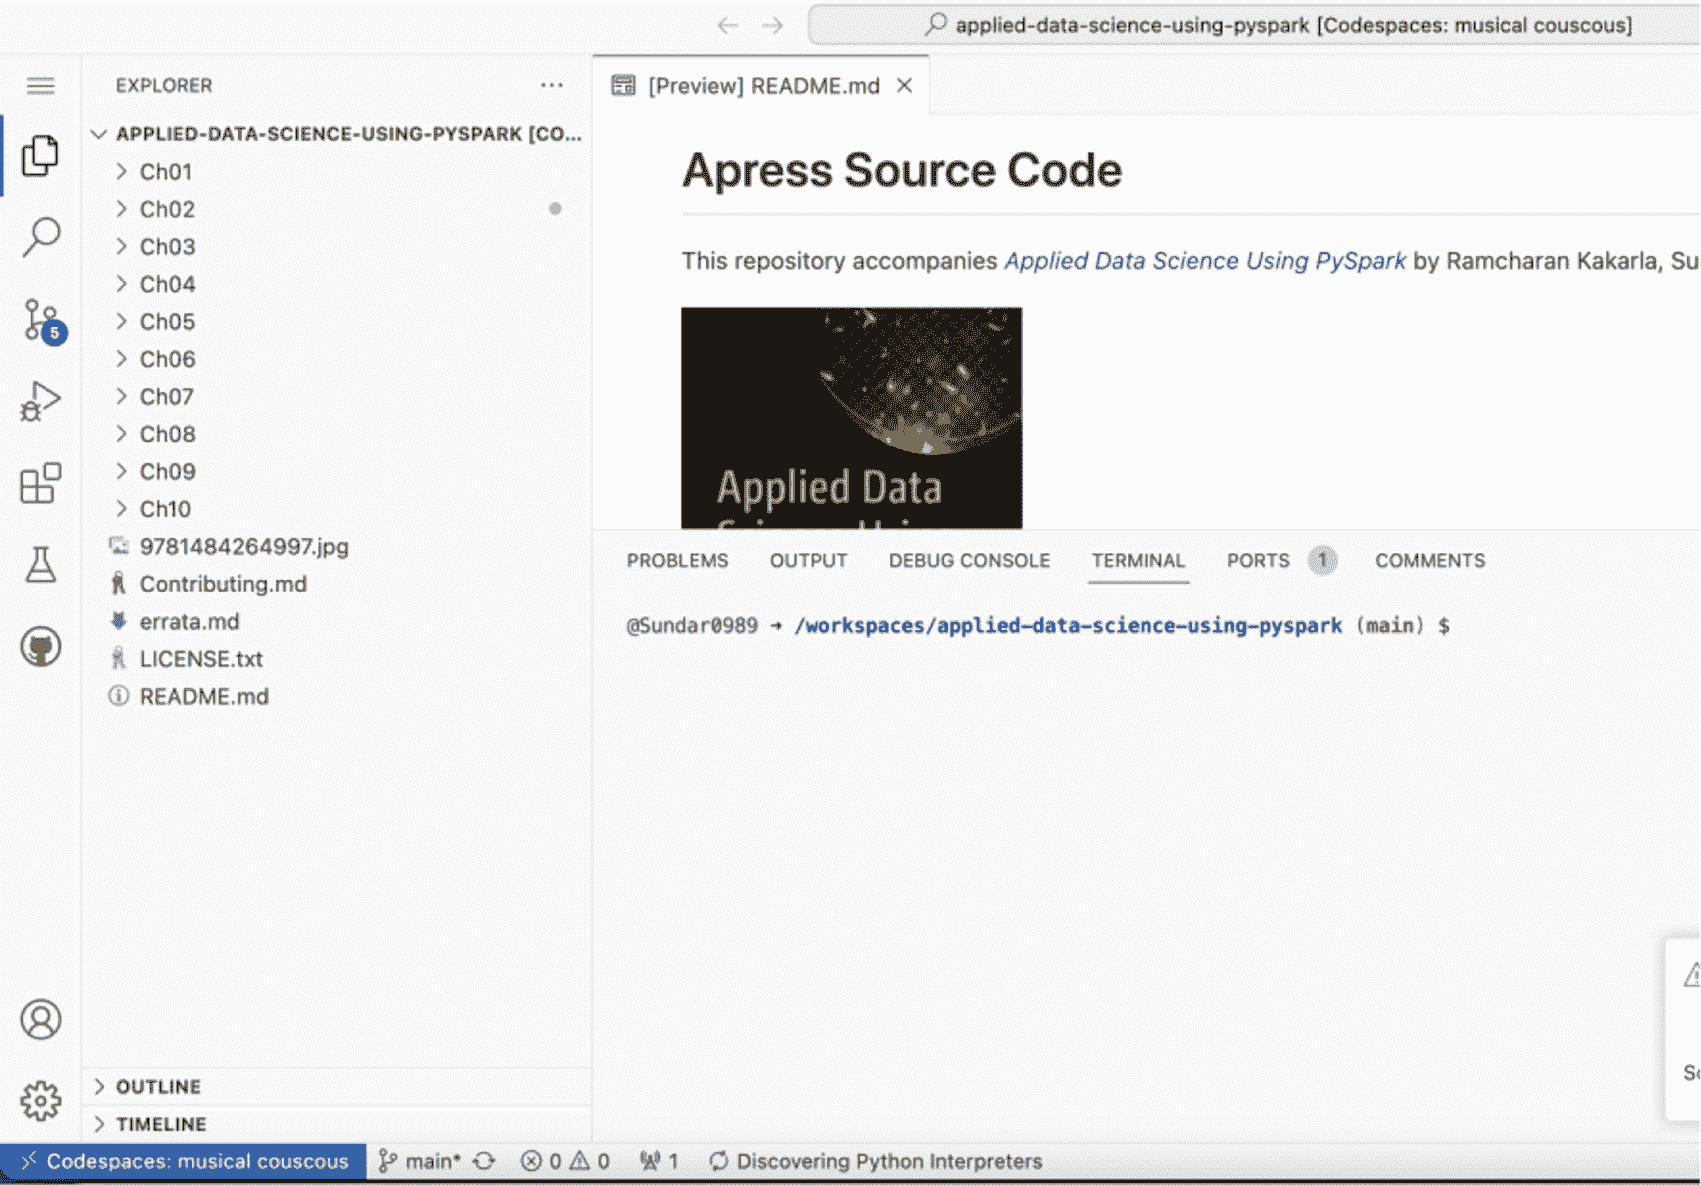 applied-data-science-using-pyspark [Codespaces: musical couscous]
EXPLORER
[Preview] README.md
APPLIED-DATA-SCIENCE-USING-PYSPARK [CO...
Ch01
Ch02
Ch03
Ch04
Ch05
Ch06
Ch07
Ch08
Ch09
Ch10
9781484264997.jpg
Contributing.md
errata.md
LICENSE.txt
README.md
5
OUTLINE
TIMELINE
Apress Source Code
This repository accompanies Applied Data Science Using PySpark by Ramcharan Kakarla, Su
Applied Data
PROBLEMS OUTPUT DEBUG CONSOLE TERMINAL PORTS 1 COMMENTS
@Sundar0989 → /workspaces/applied-data-science-using-pyspark (main) $
Codespaces: musical couscous main* 0 0 1 Discovering Python Interpreters